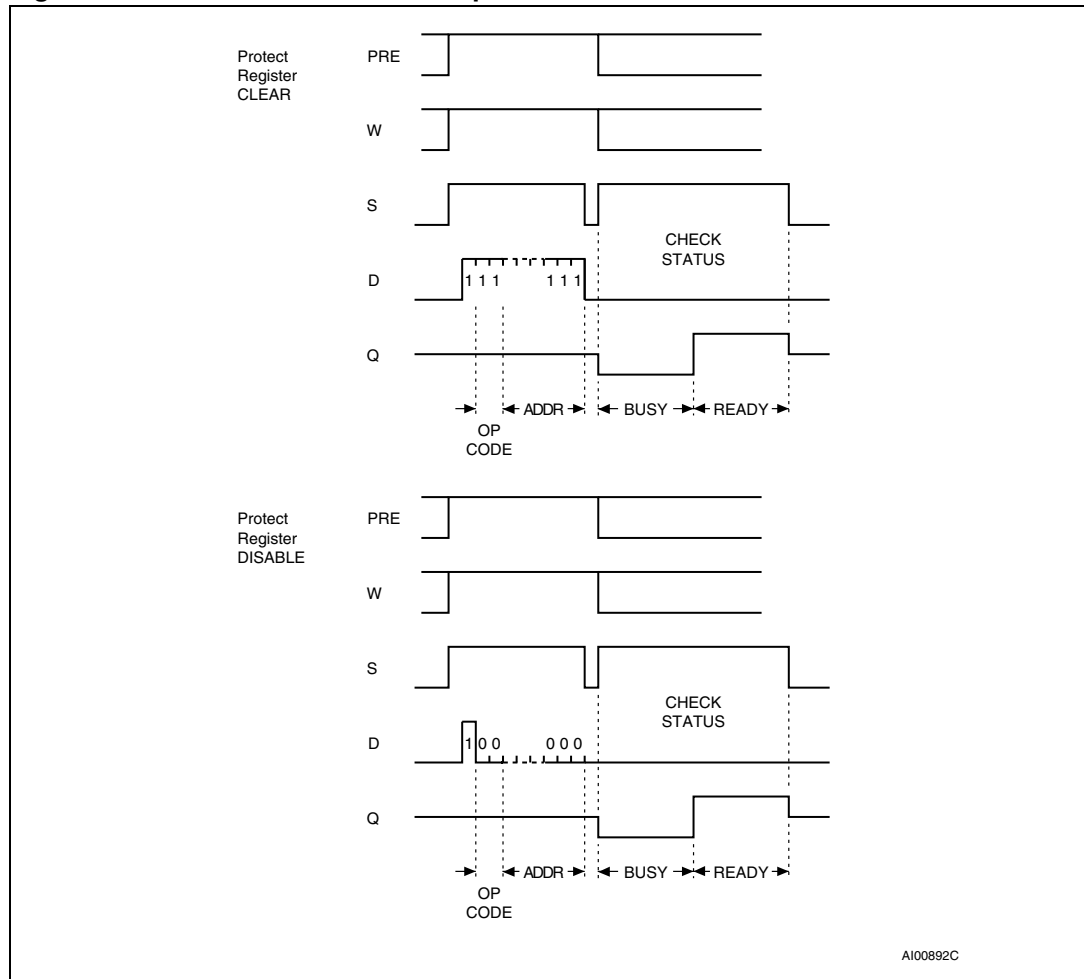 Protect
Register
CLEAR
PRE
W
S
CHECK
STATUS
D
1 1 1 1 1 1
Q
ADDR BUSY READY
OP
CODE
Protect
Register
DISABLE
PRE
W
S
CHECK
STATUS
D
1 0 0 0 0 0
Q
ADDR BUSY READY
OP
CODE
AI00892C